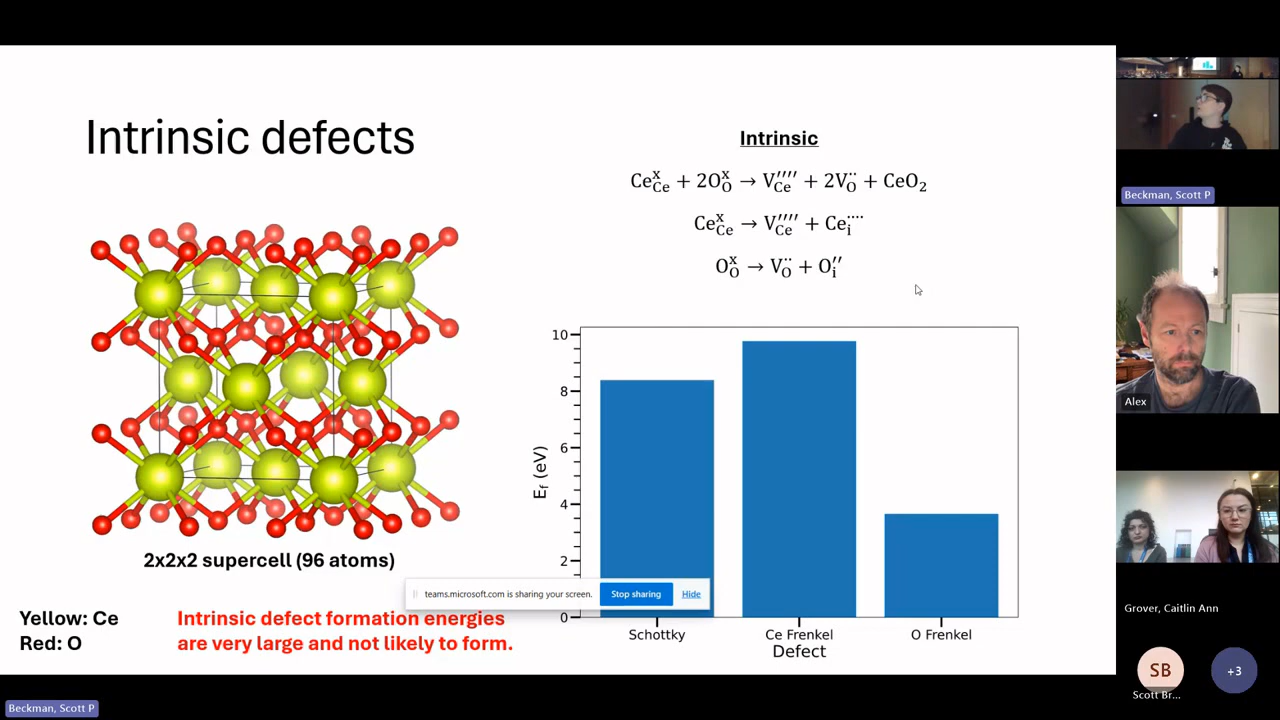 Intrinsic defects
Intrinsic
Ce^x_Ce + 2O^x_O → V''''_Ce + 2V^··_O + CeO₂
Ce^x_Ce → V''''_Ce + Ce^····_i
O^x_O → V^··_O + O''_i
2x2x2 supercell (96 atoms)
Yellow: Ce
Red: O
Intrinsic defect formation energies
are very large and not likely to form.
10
8
6
4
2
0
E_f (eV)
Schottky
Ce Frenkel
O Frenkel
Defect
teams.microsoft.com is sharing your screen.
Stop sharing
Hide
Beckman, Scott P
Alex
Grover, Caitlin Ann
SB
Scott Br...
+3
Beckman, Scott P